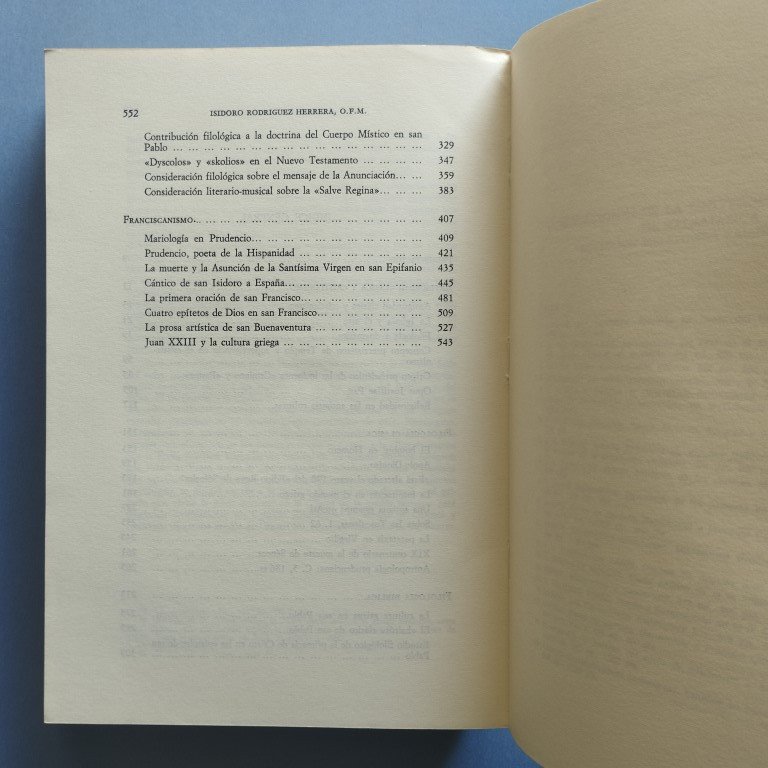 552 ISIDORO RODRIGUEZ HERRERA, O.F.M.
Contribución filológica a la doctrina del Cuerpo Místico en san
Pablo ... ... ... ... ... ... ... ... ... ... ... ... ... ... ... ... ... 329
«Dyscolos» y «skolios» en el Nuevo Testamento ... ... ... ... 347
Consideración filológica sobre el mensaje de la Anunciación... ... 359
Consideración literario-musical sobre la «Salve Regina»... ... ... 383
FRANCISCANISMO... ... ... ... ... ... ... ... ... ... ... ... ... ... ... ... 407
Mariología en Prudencio... ... ... ... ... ... ... ... ... ... ... ... 409
Prudencio, poeta de la Hispanidad ... ... ... ... ... ... ... ... ... 421
La muerte y la Asunción de la Santísima Virgen en san Epifanio 435
Cántico de san Isidoro a España... ... ... ... ... ... ... ... ... ... 445
La primera oración de san Francisco... ... ... ... ... ... ... ... ... 481
Cuatro epítetos de Dios en san Francisco... ... ... ... ... ... ... ... 509
La prosa artística de san Buenaventura ... ... ... ... ... ... ... ... 527
Juan XXIII y la cultura griega ... ... ... ... ... ... ... ... ... ... 543